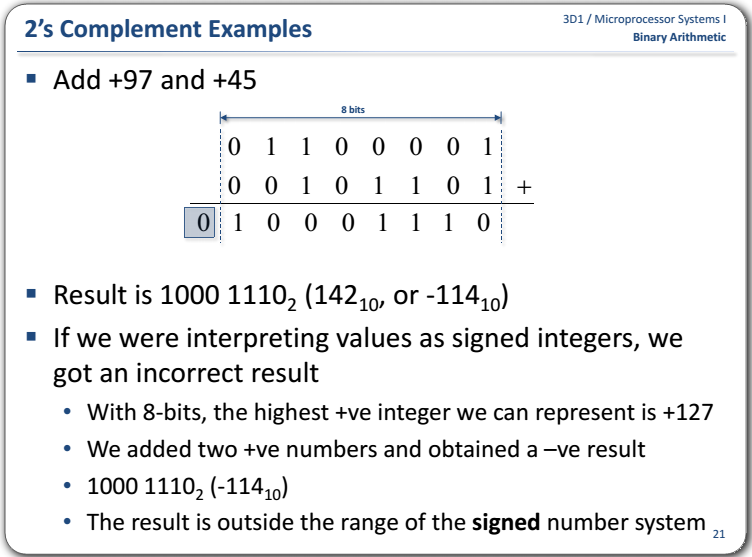 2's Complement Examples
3D1 / Microprocessor Systems I
Binary Arithmetic
▪ Add +97 and +45
8 bits
0 1 1 0 0 0 0 1
0 0 1 0 1 1 0 1 +
0 1 0 0 0 1 1 1 0
▪ Result is 1000 1110₂ (142₁₀, or -114₁₀)
▪ If we were interpreting values as signed integers, we
got an incorrect result
• With 8-bits, the highest +ve integer we can represent is +127
• We added two +ve numbers and obtained a –ve result
• 1000 1110₂ (-114₁₀)
• The result is outside the range of the signed number system
21